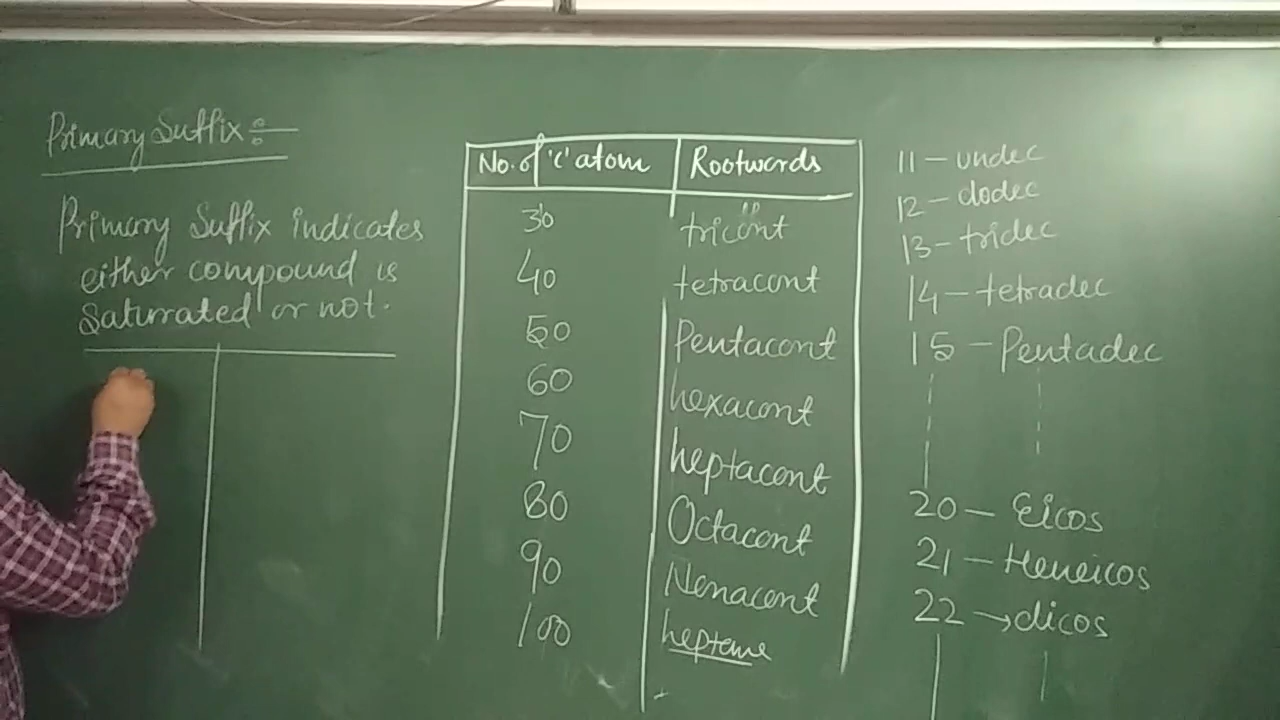 Primary Suffix ÷
Primary Suffix indicates
either compound is
Saturated or not.
No. of 'C' atom Rootwords
30 tricont
40 tetracont
50 Pentacont
60 hexacont
70 heptacont
80 Octacont
90 Nenacont
100 heptane
11 – undec
12 – dodec
13 – tridec
14 – tetradec
15 – Pentadec
20 – Eicos
21 – Heneicos
22 → dicos